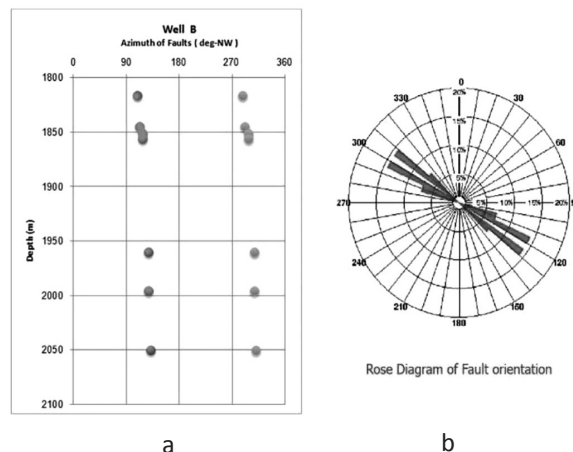 Well B
Azimuth of Faults ( deg-NW )
0 90 180 300 360
Depth (m)
1800
1850
1900
1950
2000
2050
2100
a
0
330 30
20%
15%
300 60
10%
5%
270 5% 10% 15% 20%
240 120
210 150
180
Rose Diagram of Fault orientation
b